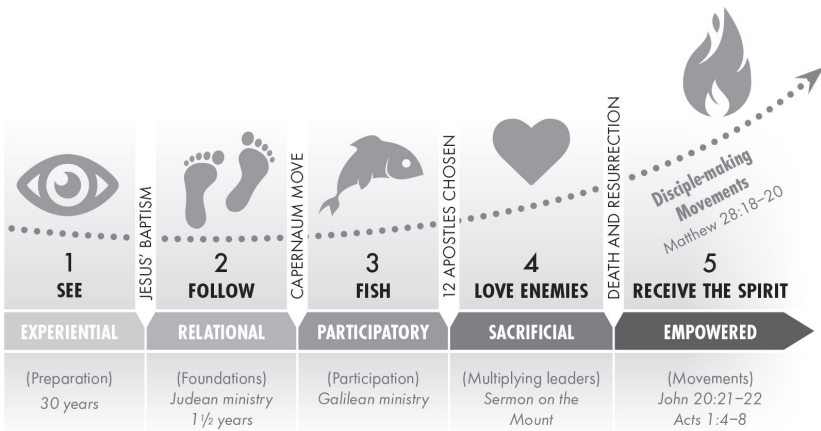 1
SEE
EXPERIENTIAL
(Preparation)
30 years
JESUS' BAPTISM
2
FOLLOW
RELATIONAL
(Foundations)
Judean ministry
1½ years
CAPERNAUM MOVE
3
FISH
PARTICIPATORY
(Participation)
Galilean ministry
12 APOSTLES CHOSEN
4
LOVE ENEMIES
SACRIFICIAL
(Multiplying leaders)
Sermon on the
Mount
DEATH AND RESURRECTION
Disciple-making
Movements
Matthew 28:18–20
5
RECEIVE THE SPIRIT
EMPOWERED
(Movements)
John 20:21–22
Acts 1:4–8